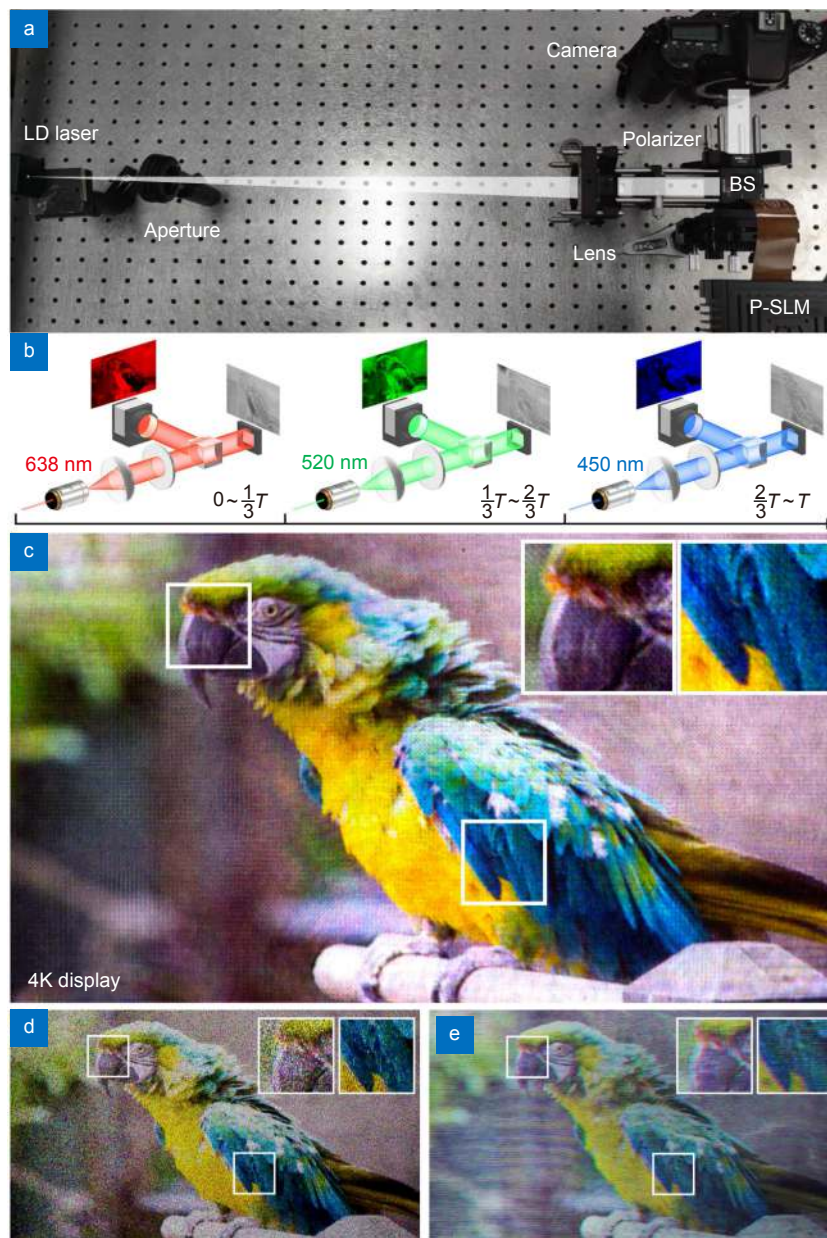 a
Camera
LD laser
Polarizer
BS
Aperture
Lens
P-SLM
b
638 nm
520 nm
450 nm
0~1/3T
1/3T~2/3T
2/3T~T
c
4K display
d
e